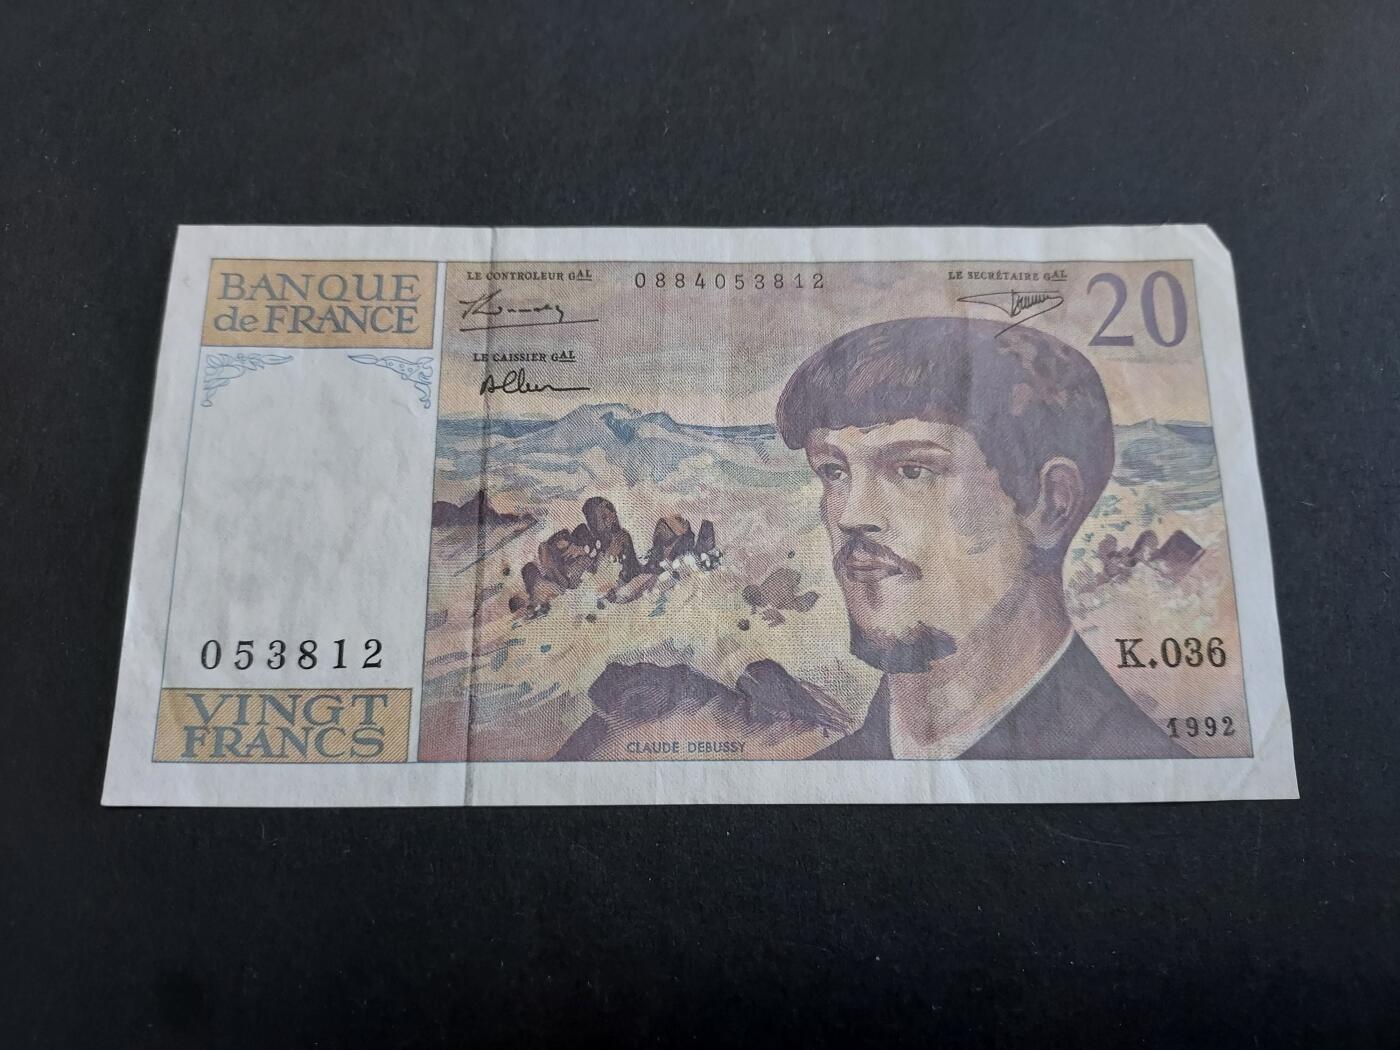 BANQUE
de FRANCE
LE CONTROLEUR GAL
0884053812
LE SECRÉTAIRE GAL
20
LE CAISSIER GAL
053812
K.036
VINGT
FRANCS
1992
CLAUDE DEBUSSY